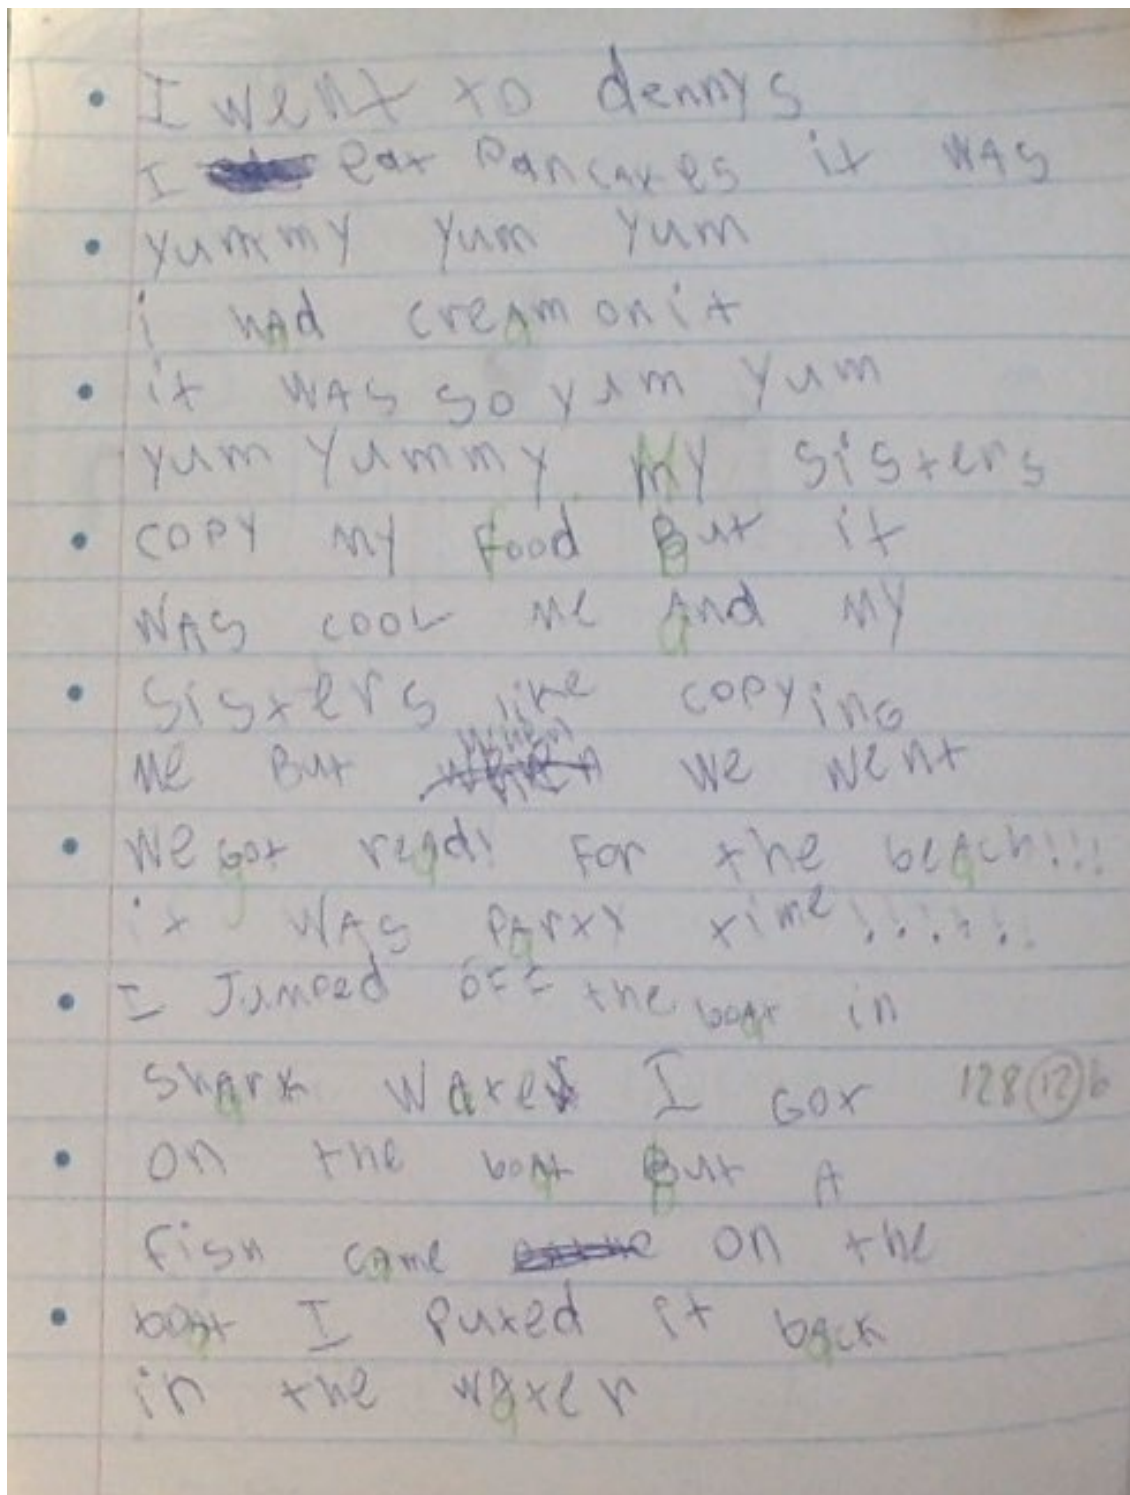 I went to dennys
I eat Pancakes it WAS
yummy yum yum
i had cream on it
it WAS so yum yum
yum yummy my sisters
copy my Food But it
WAS cool me and my
Sisters like copying
me But when we went
we Got readi For the beach!!!
it WAS PArty time!!!!!!
I Jumped off the boat in
Shark Water I Got
128 12 6
on the boat But A
Fish came on the
boat I Puted it back
in the water